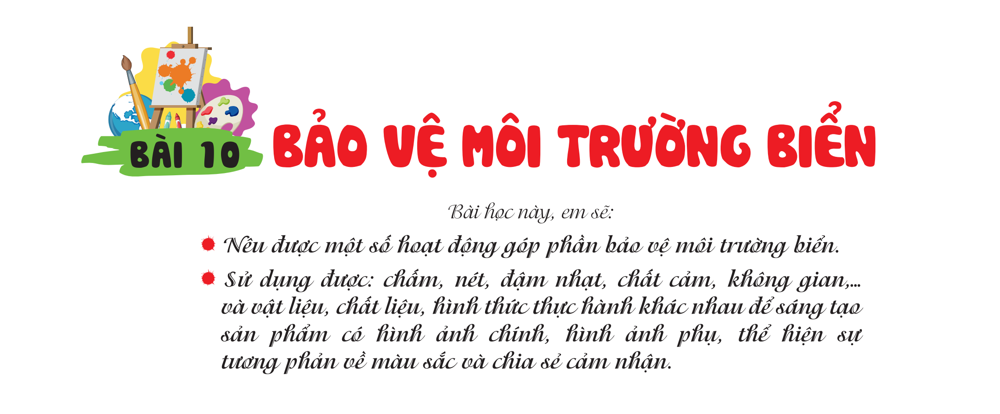 BÀI 10 BẢO VỆ MÔI TRƯỜNG BIỂN
Bài học này, em sẽ:
Nêu được một số hoạt động góp phần bảo vệ môi trường biển.
Sử dụng được: chấm, nét, đậm nhạt, chất cảm, không gian,...
và vật liệu, chất liệu, hình thức thực hành khác nhau để sáng tạo
sản phẩm có hình ảnh chính, hình ảnh phụ, thể hiện sự
tương phản về màu sắc và chia sẻ cảm nhận.